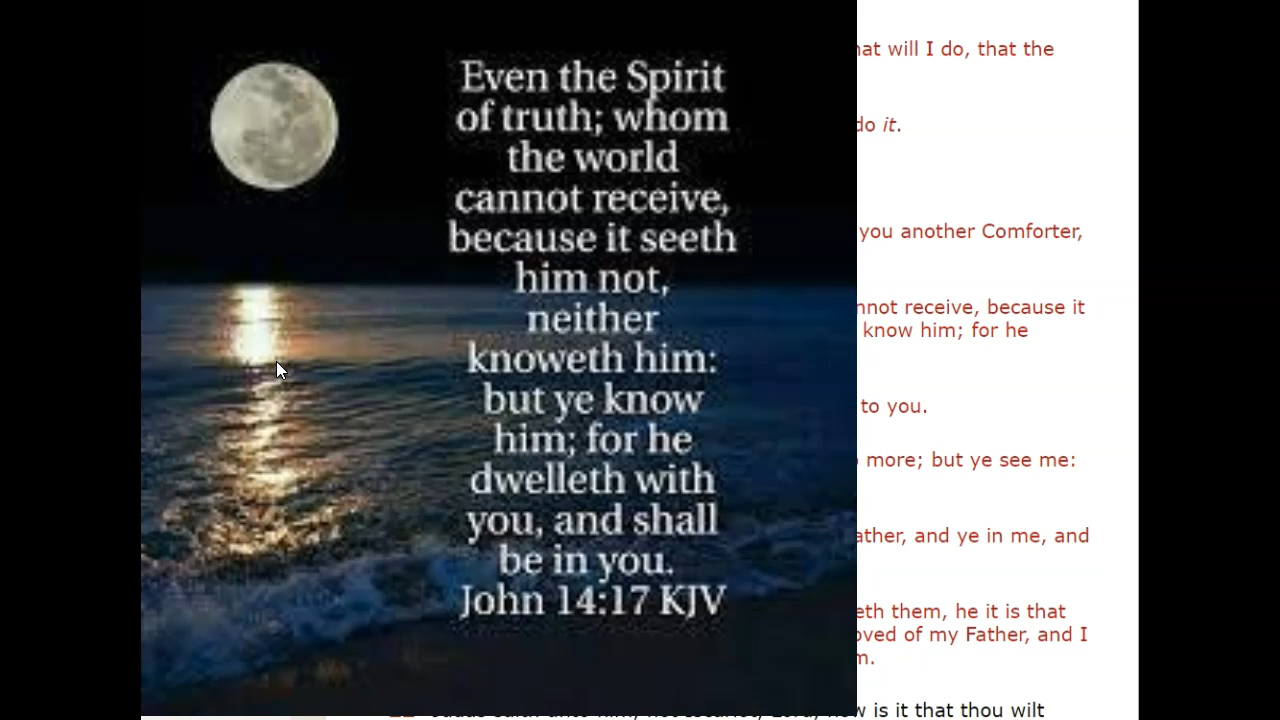 Even the Spirit
of truth; whom
the world
cannot receive,
because it seeth
him not,
neither
knoweth him:
but ye know
him; for he
dwelleth with
you, and shall
be in you.
John 14:17 KJV
hat will I do, that the
do it.
you another Comforter,
nnot receive, because it
know him; for he
to you.
more; but ye see me:
ather, and ye in me, and
eth them, he it is that
oved of my Father, and I
m.
is it that thou wilt